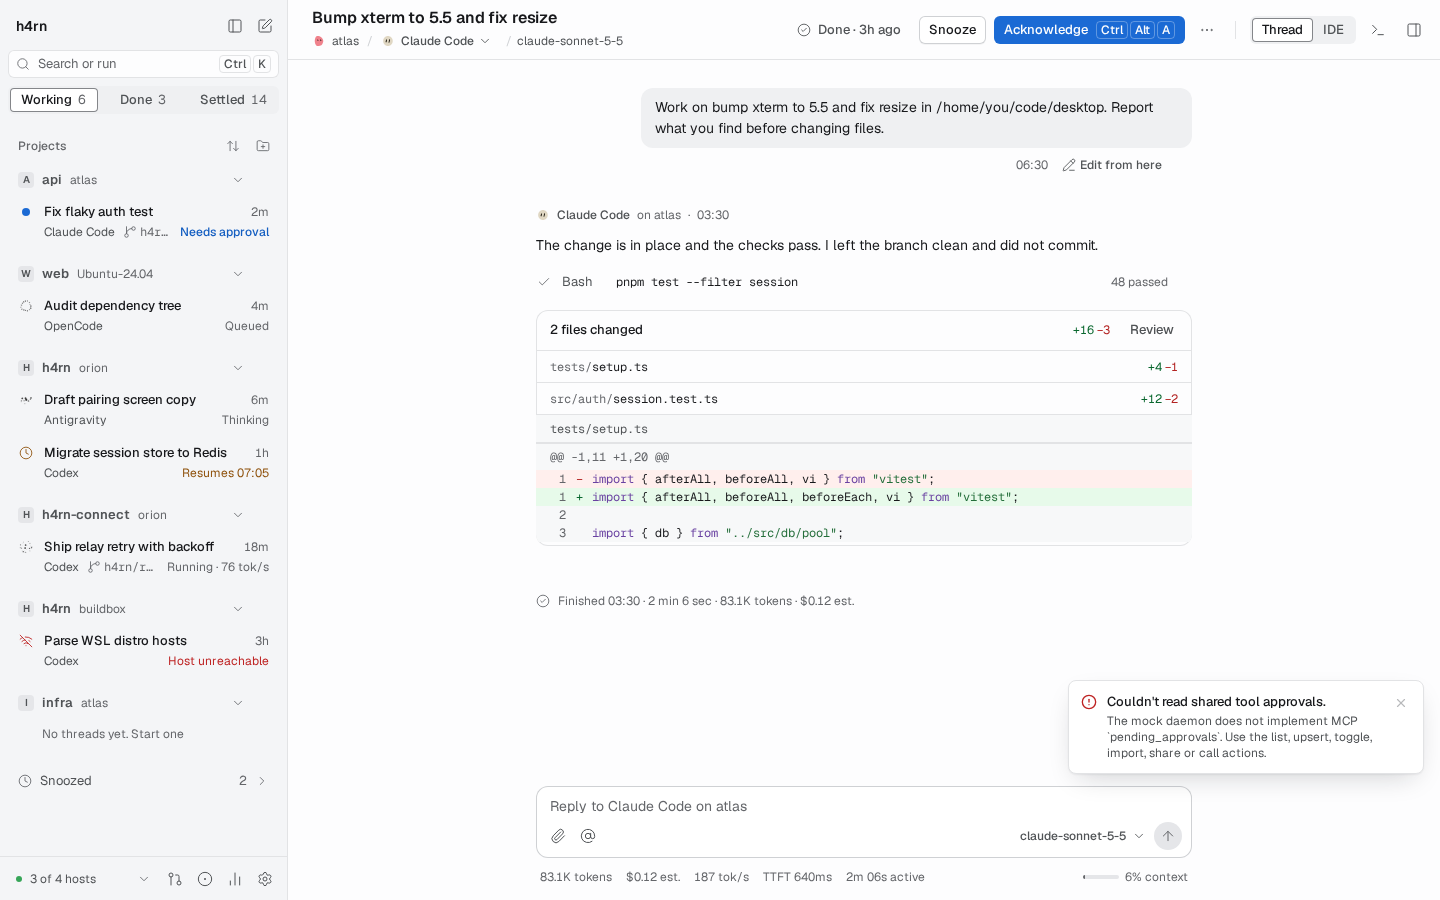 h4rn
Search or run Ctrl K
Working 6 Done 3 Settled 14
Projects
A api atlas
Fix flaky auth test 2m
Claude Code h4r... Needs approval
W web Ubuntu-24.04
Audit dependency tree 4m
OpenCode Queued
H h4rn orion
Draft pairing screen copy 6m
Antigravity Thinking
Migrate session store to Redis 1h
Codex Resumes 07:05
H h4rn-connect orion
Ship relay retry with backoff 18m
Codex h4rn/r... Running · 76 tok/s
H h4rn buildbox
Parse WSL distro hosts 3h
Codex Host unreachable
I infra atlas
No threads yet. Start one
Snoozed 2
3 of 4 hosts
Bump xterm to 5.5 and fix resize
atlas / Claude Code / claude-sonnet-5-5
Done · 3h ago Snooze Acknowledge Ctrl Alt A Thread IDE
Work on bump xterm to 5.5 and fix resize in /home/you/code/desktop. Report
what you find before changing files.
06:30 Edit from here
Claude Code on atlas · 03:30
The change is in place and the checks pass. I left the branch clean and did not commit.
Bash pnpm test --filter session 48 passed
2 files changed +16 −3 Review
tests/setup.ts +4 −1
src/auth/session.test.ts +12 −2
tests/setup.ts
@@ -1,11 +1,20 @@
1 − import { afterAll, beforeAll, vi } from "vitest";
1 + import { afterAll, beforeAll, beforeEach, vi } from "vitest";
2
3 import { db } from "../src/db/pool";
Finished 03:30 · 2 min 6 sec · 83.1K tokens · $0.12 est.
Couldn't read shared tool approvals.
The mock daemon does not implement MCP
`pending_approvals`. Use the list, upsert, toggle,
import, share or call actions.
Reply to Claude Code on atlas
claude-sonnet-5-5
83.1K tokens $0.12 est. 187 tok/s TTFT 640ms 2m 06s active 6% context